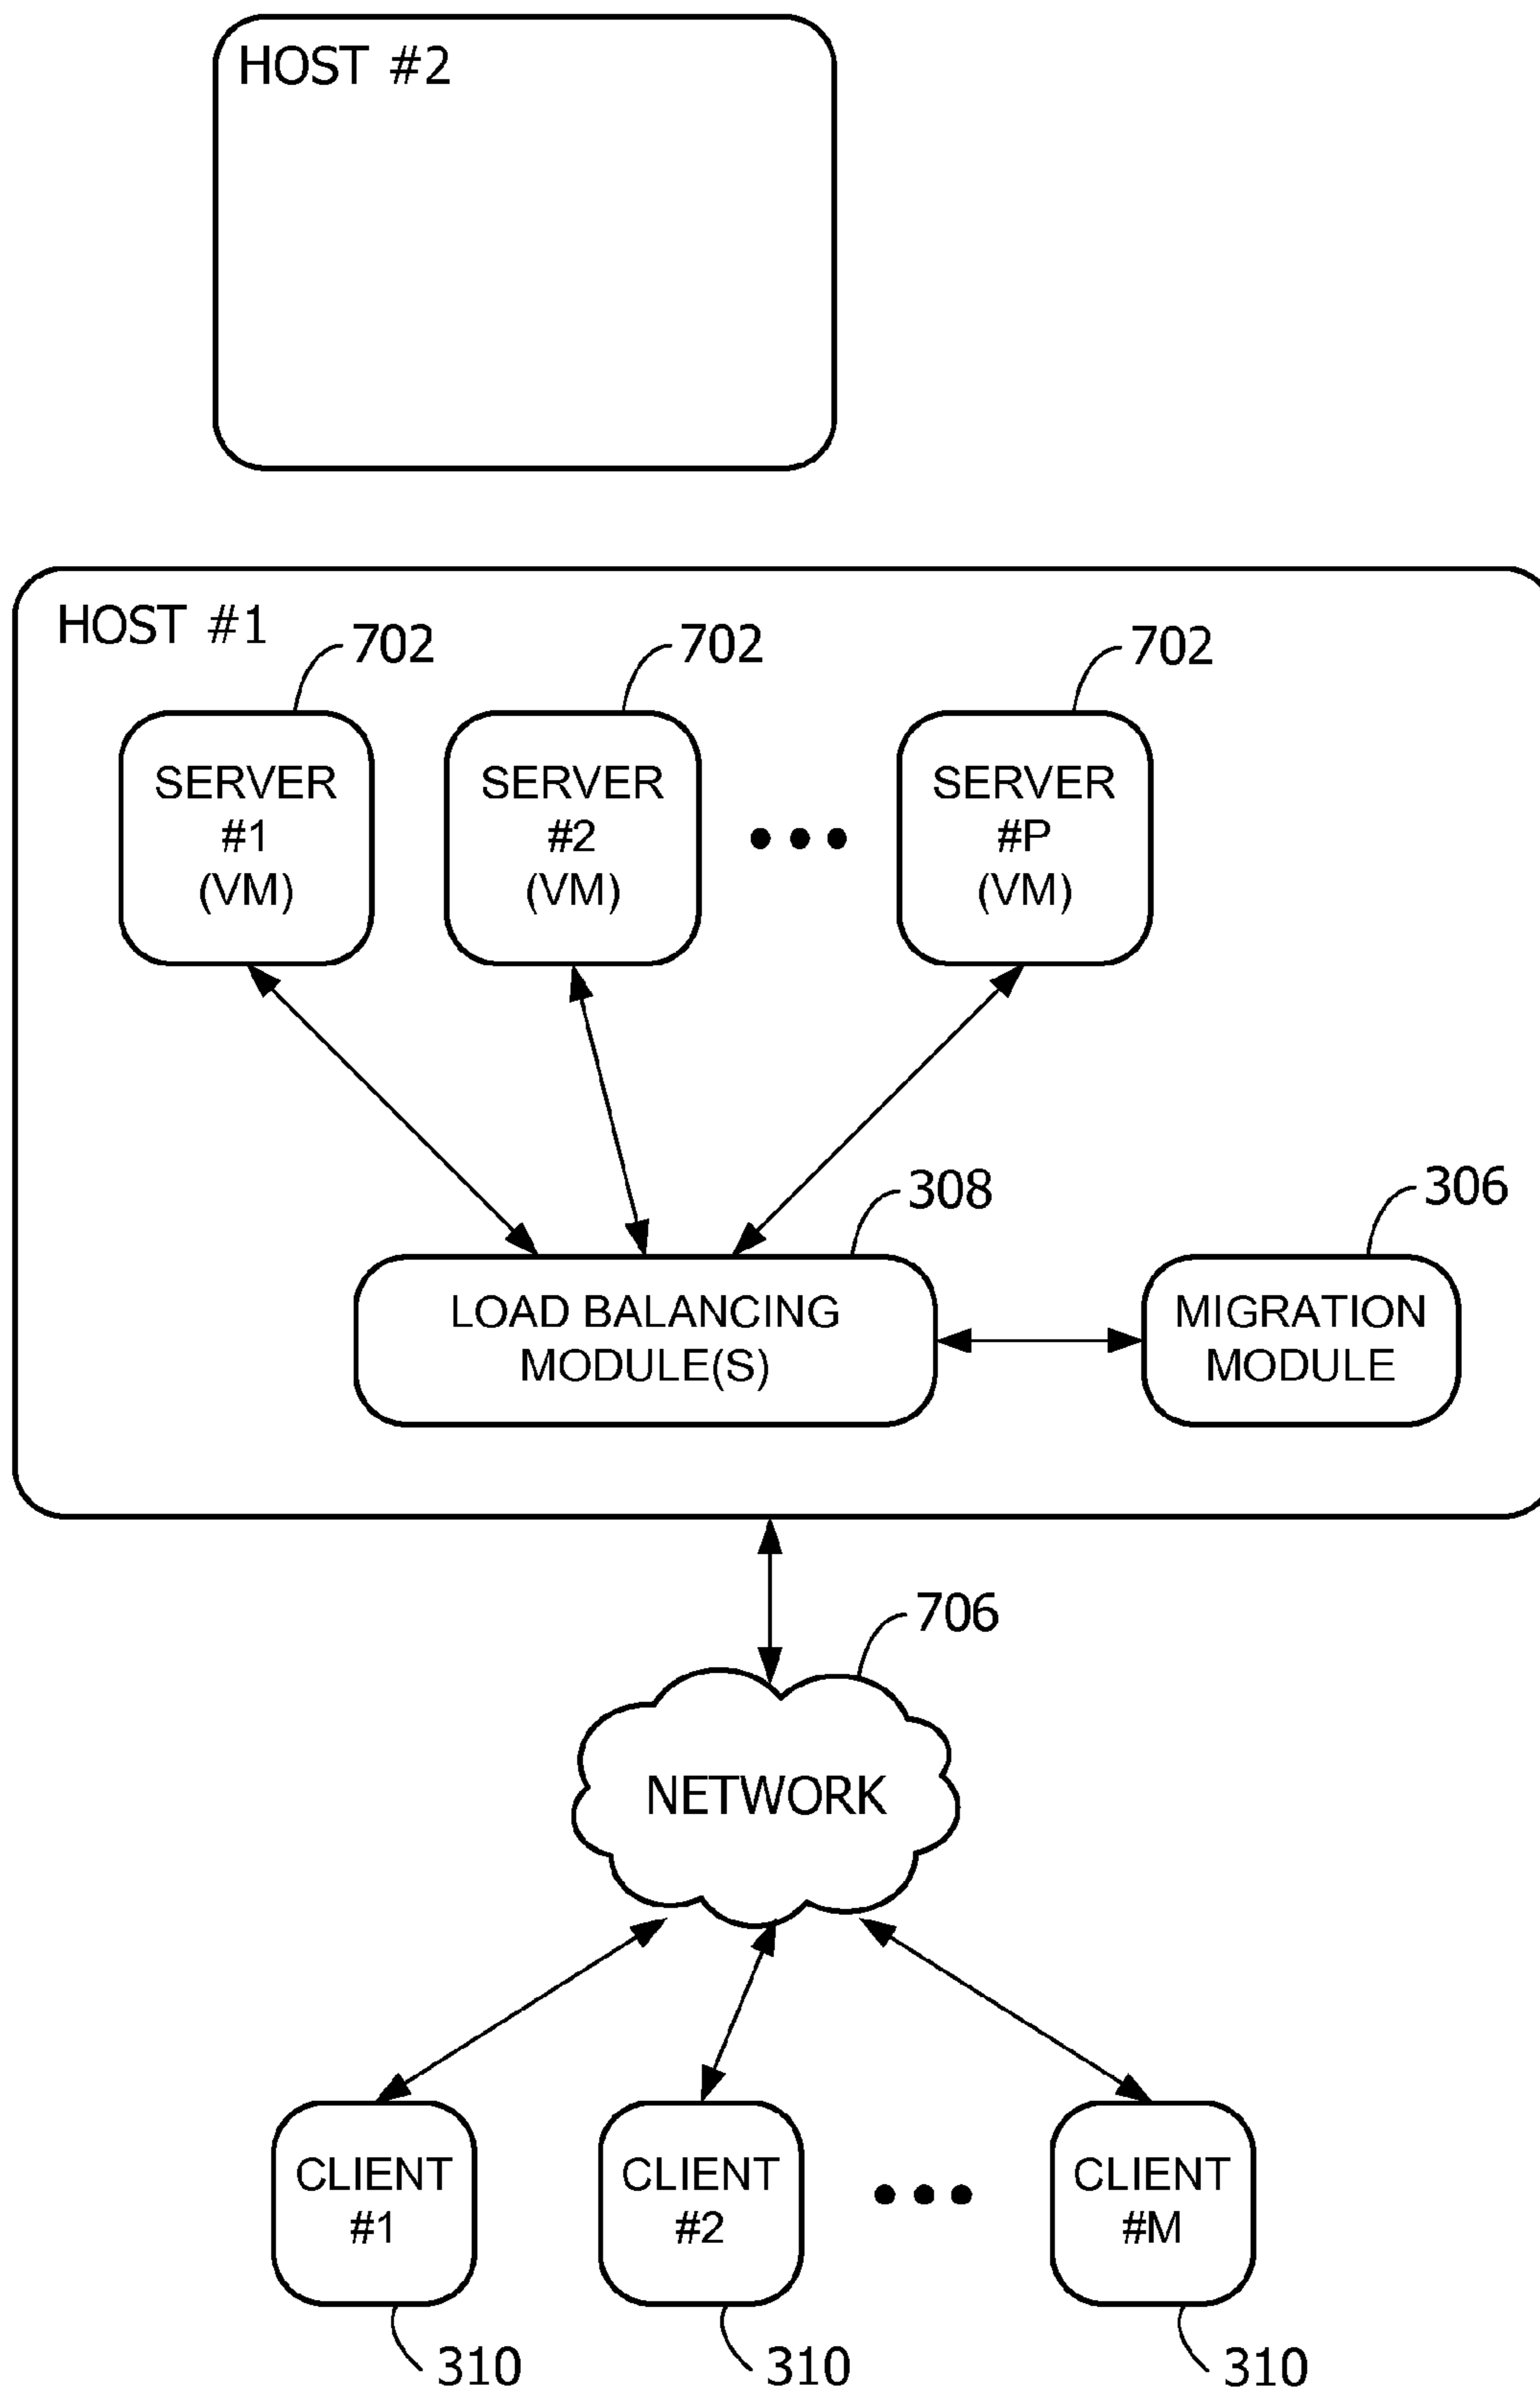 HOST #2
HOST #1
702
702
702
SERVER
#1
(VM)
SERVER
#2
(VM)
SERVER
#P
(VM)
308
306
LOAD BALANCING
MODULE(S)
MIGRATION
MODULE
706
NETWORK
CLIENT
#1
CLIENT
#2
CLIENT
#M
310
310
310